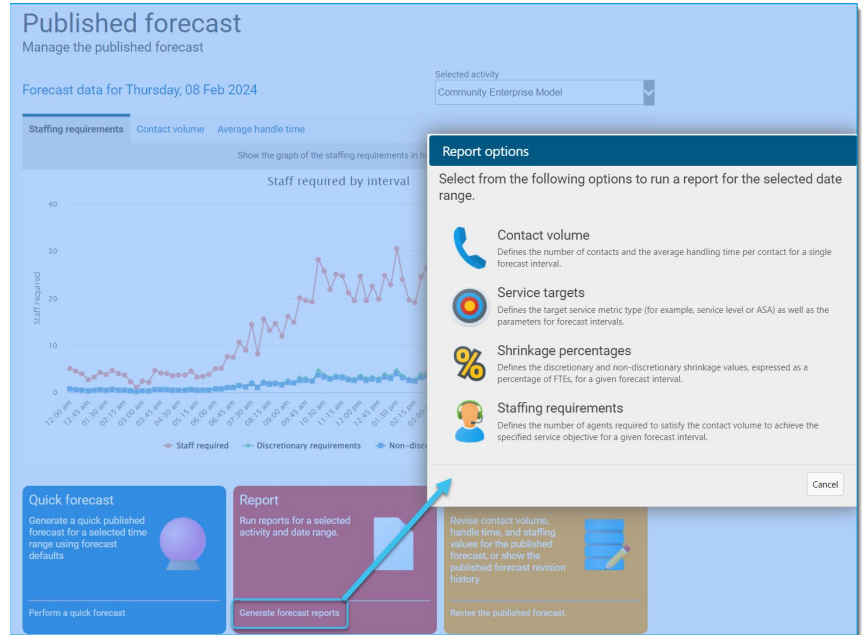 Published forecast
Manage the published forecast
Forecast data for Thursday, 08 Feb 2024
Selected activity
Community Enterprise Model
Staffing requirements Contact volume Average handle time
Show the graph of the staffing requirements in
Staff required by interval
Staff required
40
30
20
10
0
12:00 am
12:45 am
01:30 am
02:15 am
03:00 am
03:45 am
04:30 am
05:15 am
06:00 am
06:45 am
07:30 am
08:15 am
09:00 am
09:45 am
10:30 am
11:15 am
12:00 pm
12:45 pm
01:30 pm
02:15 pm
Staff required Discretionary requirements
Report options
Select from the following options to run a report for the selected date
range.
Contact volume
Defines the number of contacts and the average handling time per contact for a single
forecast interval.
Service targets
Defines the target service metric type (for example, service level or ASA) as well as the
parameters for forecast intervals.
Shrinkage percentages
Defines the discretionary and non-discretionary shrinkage values, expressed as a
percentage of FTEs, for a given forecast interval.
Staffing requirements
Defines the number of agents required to satisfy the contact volume to achieve the
specified service objective for a given forecast interval.
Cancel
Quick forecast
Generate a quick published
forecast for a selected time
range using forecast
defaults
Perform a quick forecast
Report
Run reports for a selected
activity and date range.
Generate forecast reports
Revise contact volume,
handle time, and staffing
values for the published
forecast, or show the
published forecast revision
history.
Revise the published forecast.